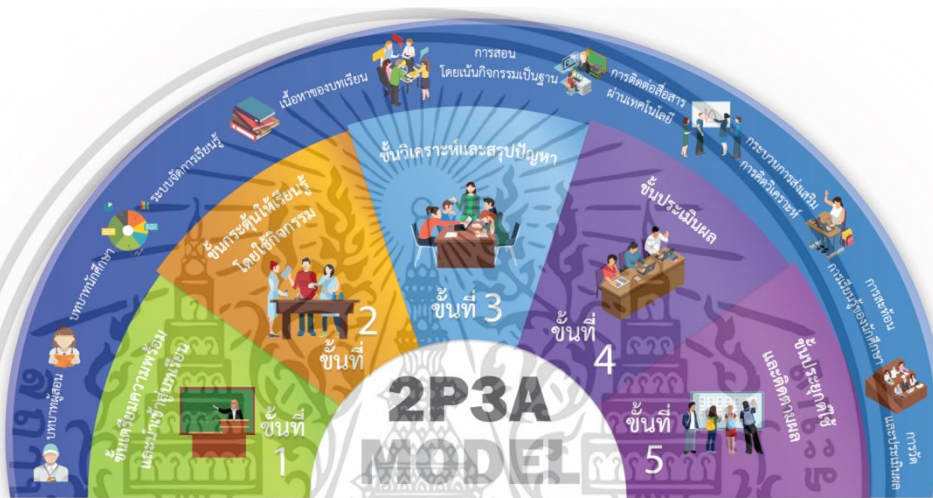 บทบาทผู้สอน
บทบาทนักศึกษา
ระบบจัดการเรียนรู้
เนื้อหาของบทเรียน
การสอน
โดยเน้นกิจกรรมเป็นฐาน
การติดต่อสื่อสาร
ผ่านเทคโนโลยี
กระบวนการส่งเสริม
การคิดวิเคราะห์
การสะท้อน
การเรียนรู้ของนักศึกษา
การวัด
และประเมินผล
ขั้นเตรียมความพร้อม
และนำเข้าสู่บทเรียน
ขั้นที่
1
ขั้นกระตุ้นให้เรียนรู้
โดยใช้กิจกรรม
2
ขั้นที่
ขั้นวิเคราะห์และสรุปปัญหา
ขั้นที่ 3
ขั้นประเมินผล
ขั้นที่
4
ขั้นประยุกต์ใช้
และติดตามผล
ขั้นที่
5
2P3A
MODEL